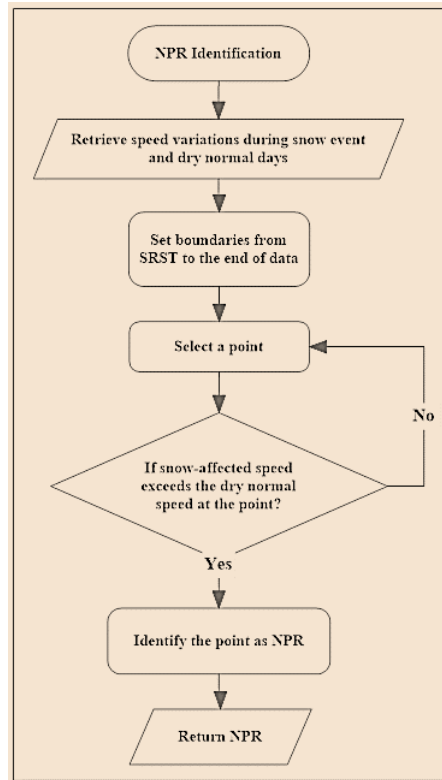 NPR Identification
Retrieve speed variations during snow event
and dry normal days
Set boundaries from
SRST to the end of data
Select a point
No
If snow-affected speed
exceeds the dry normal
speed at the point?
Yes
Identify the point as NPR
Return NPR